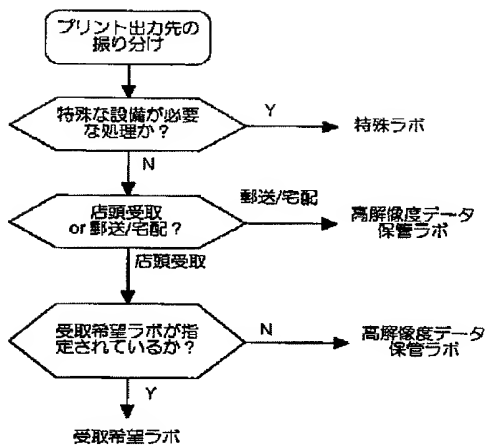 プリント出力先の
振り分け
特殊な設備が必要
な処理か？
Y
特殊ラボ
N
店頭受取
or 郵送/宅配？
郵送/宅配
高解像度データ
保管ラボ
店頭受取
受取希望ラボが指
定されているか？
N
高解像度データ
保管ラボ
Y
受取希望ラボ